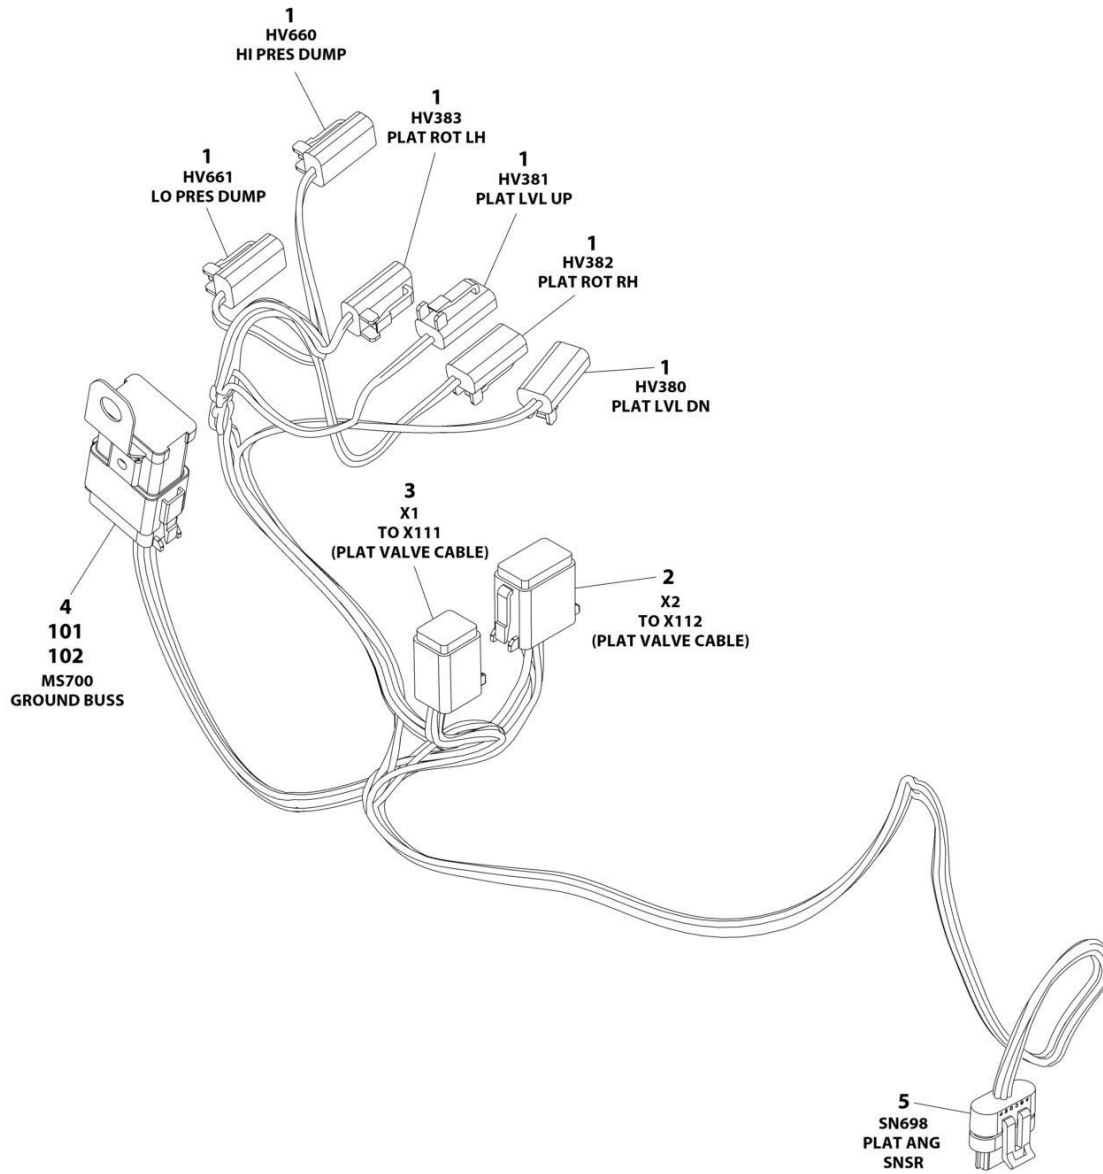 1
HV660
HI PRES DUMP
1
HV383
PLAT ROT LH
1
HV661
LO PRES DUMP
1
HV381
PLAT LVL UP
1
HV382
PLAT ROT RH
1
HV380
PLAT LVL DN
3
X1
TO X111
(PLAT VALVE CABLE)
2
X2
TO X112
(PLAT VALVE CABLE)
4
101
102
MS700
GROUND BUSS
5
SN698
PLAT ANG
SNSR